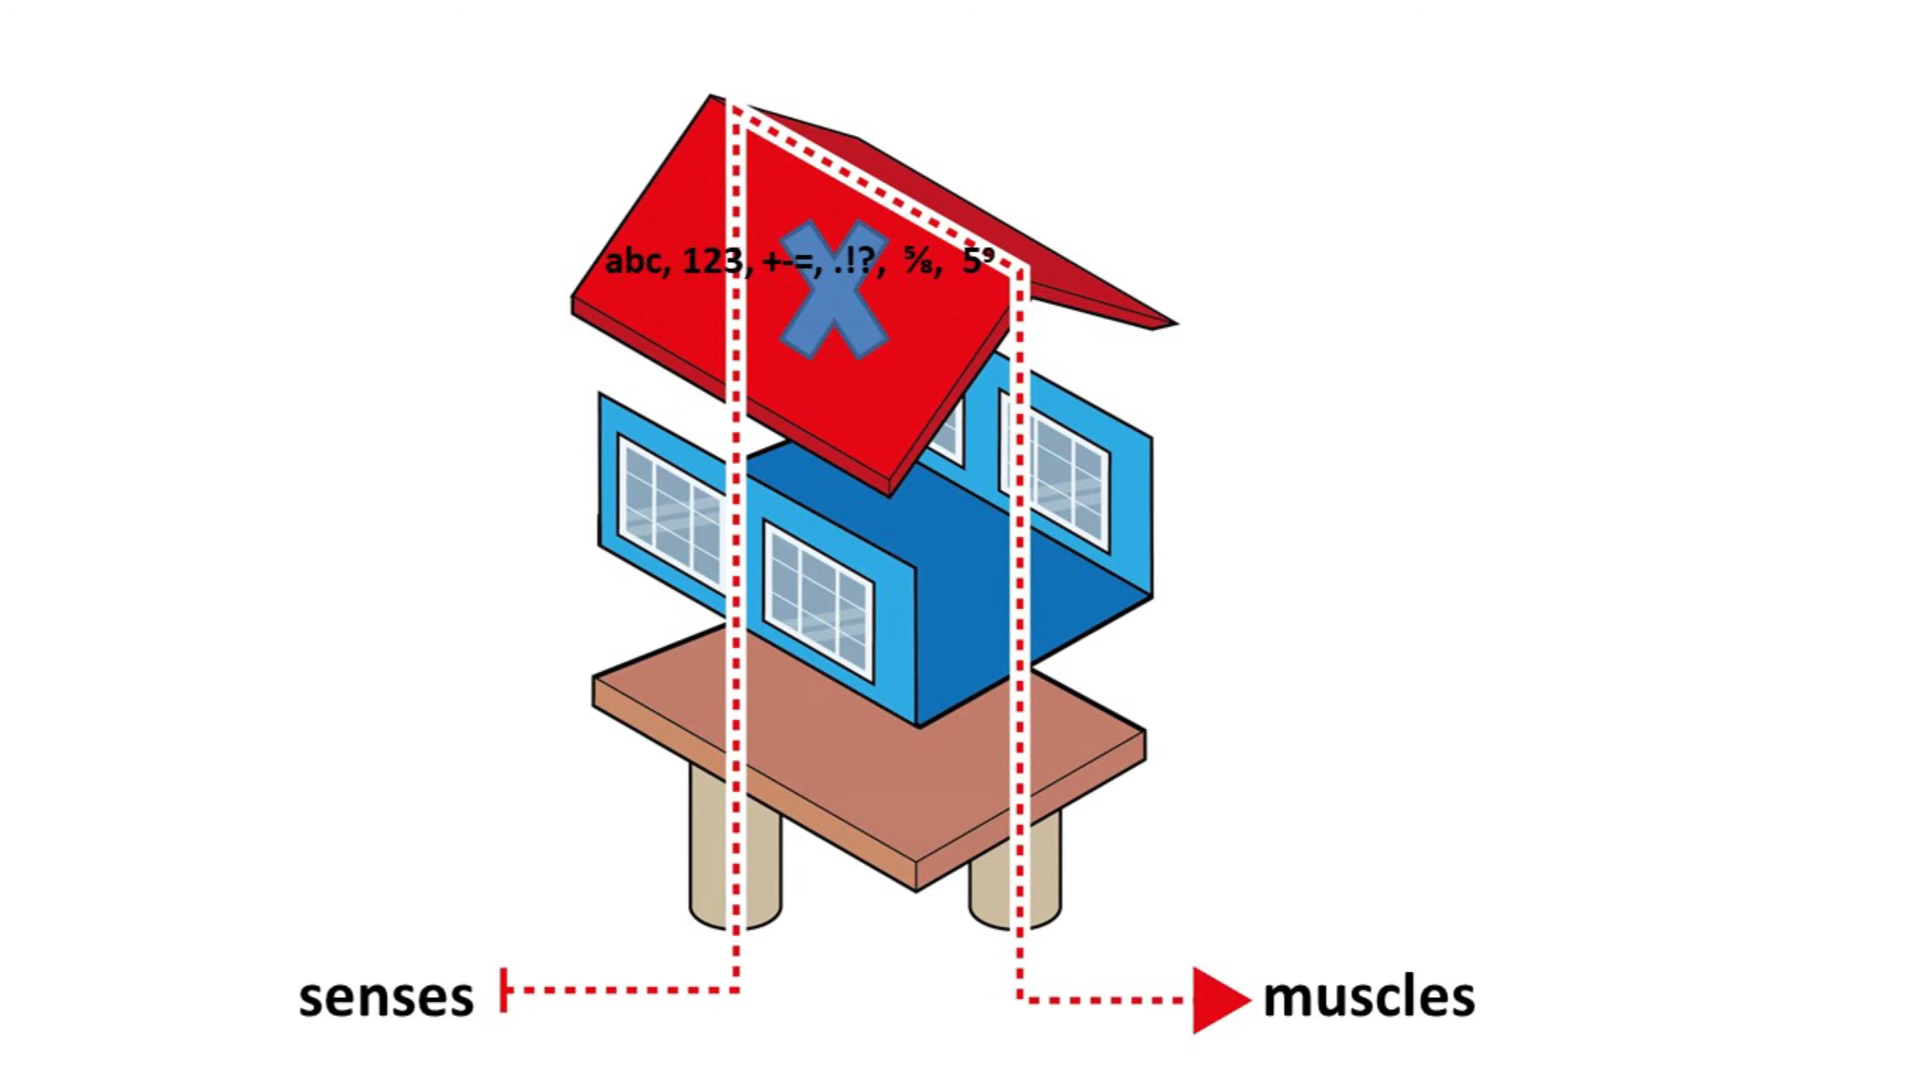 abc, 123, +-=, .!?, ⅝, 5⁹
senses
muscles